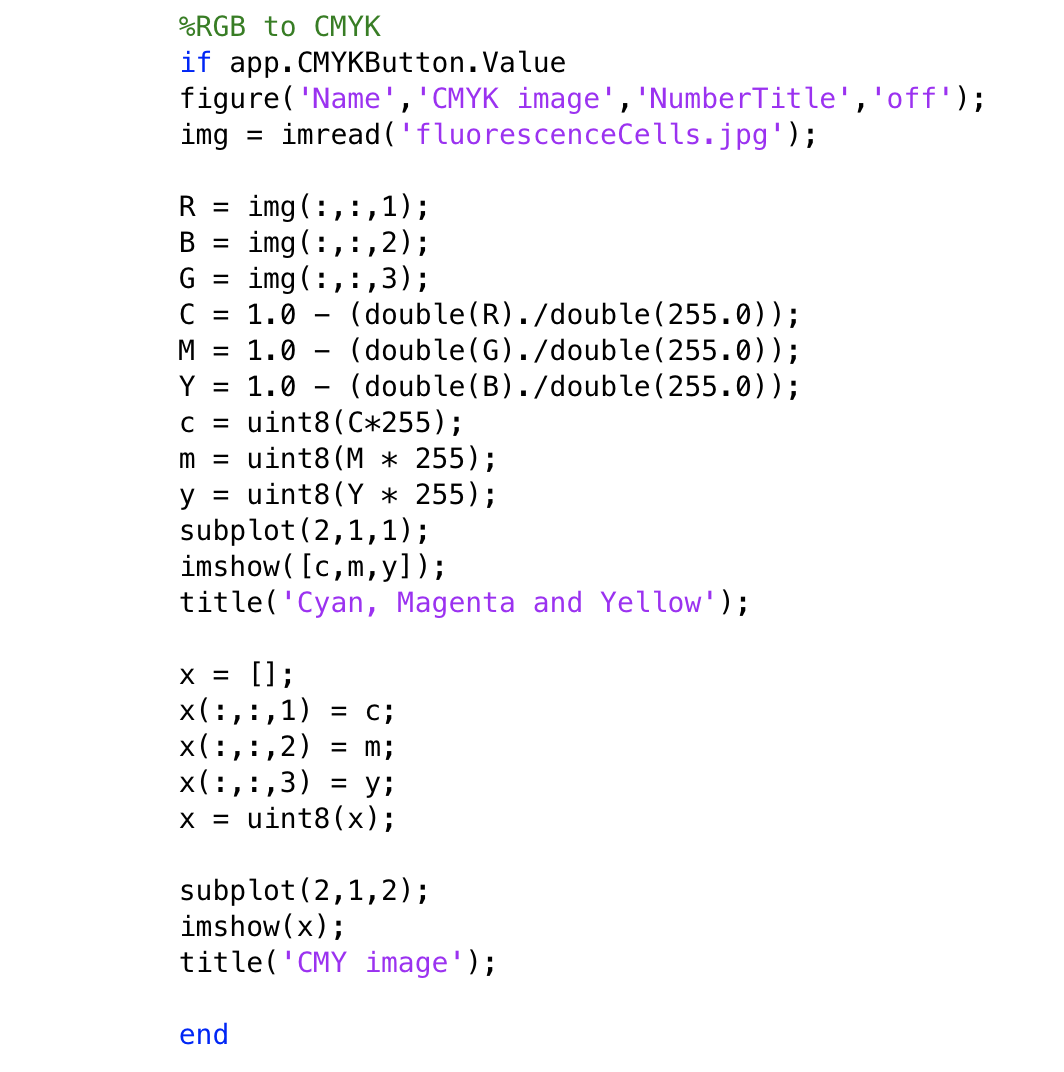 %RGB to CMYK
if app.CMYKButton.Value
figure('Name','CMYK image','NumberTitle','off');
img = imread('fluorescenceCells.jpg');
R = img(:,:,1);
B = img(:,:,2);
G = img(:,:,3);
C = 1.0 − (double(R)./double(255.0));
M = 1.0 − (double(G)./double(255.0));
Y = 1.0 − (double(B)./double(255.0));
c = uint8(C*255);
m = uint8(M * 255);
y = uint8(Y * 255);
subplot(2,1,1);
imshow([c,m,y]);
title('Cyan, Magenta and Yellow');
x = [];
x(:,:,1) = c;
x(:,:,2) = m;
x(:,:,3) = y;
x = uint8(x);
subplot(2,1,2);
imshow(x);
title('CMY image');
end